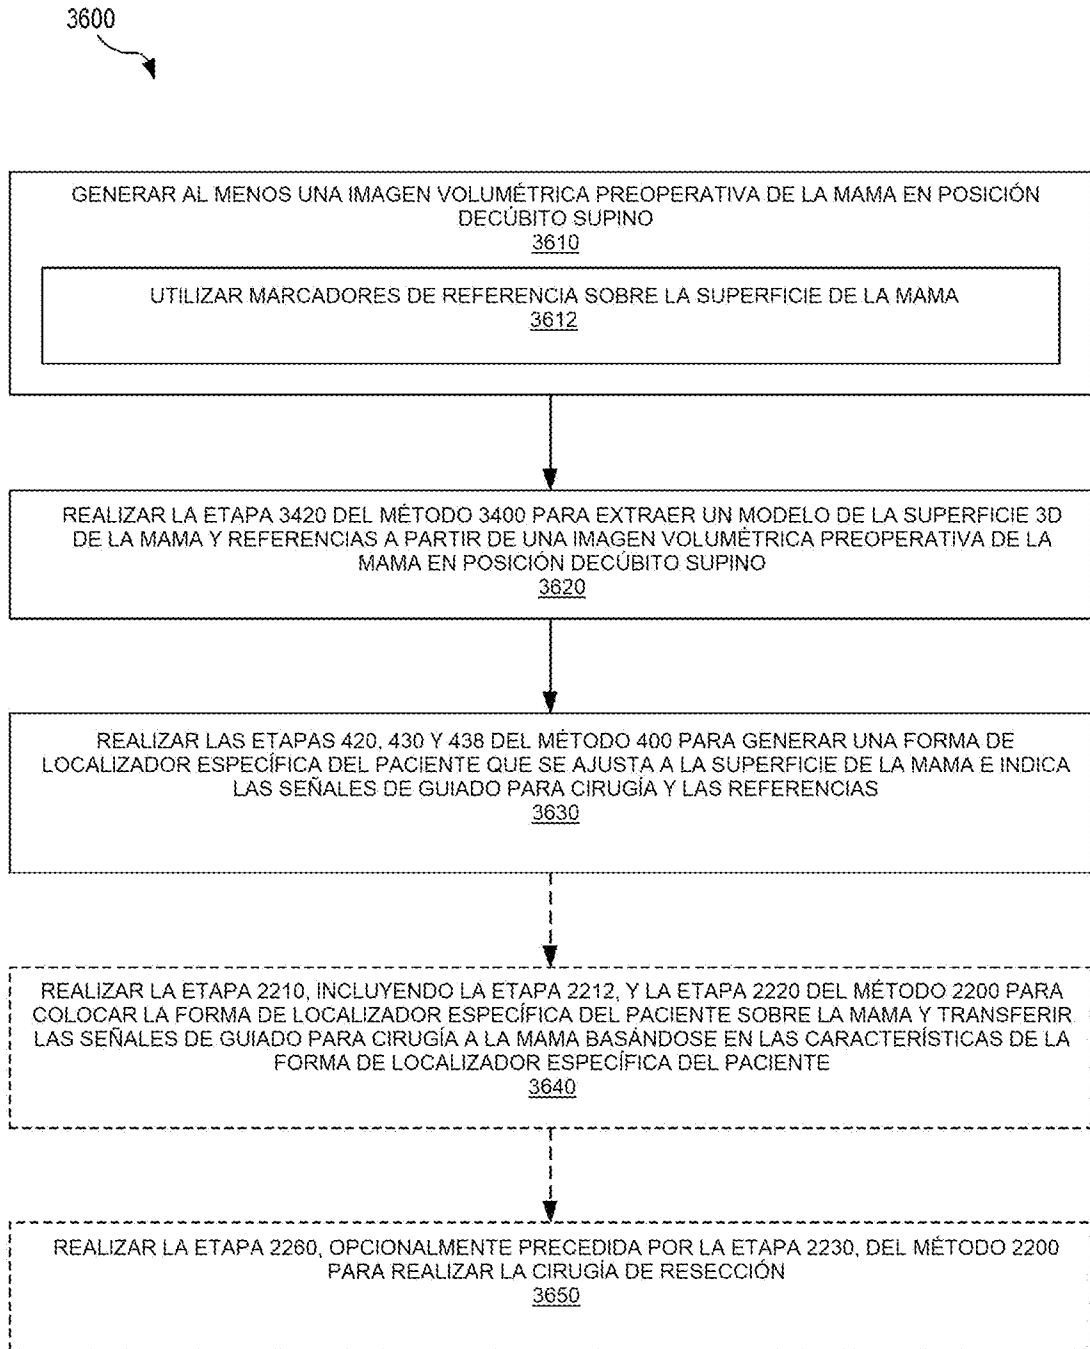 3600
GENERAR AL MENOS UNA IMAGEN VOLUMÉTRICA PREOPERATIVA DE LA MAMA EN POSICIÓN
DECÚBITO SUPINO
3610
UTILIZAR MARCADORES DE REFERENCIA SOBRE LA SUPERFICIE DE LA MAMA
3612
REALIZAR LA ETAPA 3420 DEL MÉTODO 3400 PARA EXTRAER UN MODELO DE LA SUPERFICIE 3D
DE LA MAMA Y REFERENCIAS A PARTIR DE UNA IMAGEN VOLUMÉTRICA PREOPERATIVA DE LA
MAMA EN POSICIÓN DECÚBITO SUPINO
3620
REALIZAR LAS ETAPAS 420, 430 Y 438 DEL MÉTODO 400 PARA GENERAR UNA FORMA DE
LOCALIZADOR ESPECÍFICA DEL PACIENTE QUE SE AJUSTA A LA SUPERFICIE DE LA MAMA E INDICA
LAS SEÑALES DE GUIADO PARA CIRUGÍA Y LAS REFERENCIAS
3630
REALIZAR LA ETAPA 2210, INCLUYENDO LA ETAPA 2212, Y LA ETAPA 2220 DEL MÉTODO 2200 PARA
COLOCAR LA FORMA DE LOCALIZADOR ESPECÍFICA DEL PACIENTE SOBRE LA MAMA Y TRANSFERIR
LAS SEÑALES DE GUIADO PARA CIRUGÍA A LA MAMA BASÁNDOSE EN LAS CARACTERÍSTICAS DE LA
FORMA DE LOCALIZADOR ESPECÍFICA DEL PACIENTE
3640
REALIZAR LA ETAPA 2260, OPCIONALMENTE PRECEDIDA POR LA ETAPA 2230, DEL MÉTODO 2200
PARA REALIZAR LA CIRUGÍA DE RESECCIÓN
3650